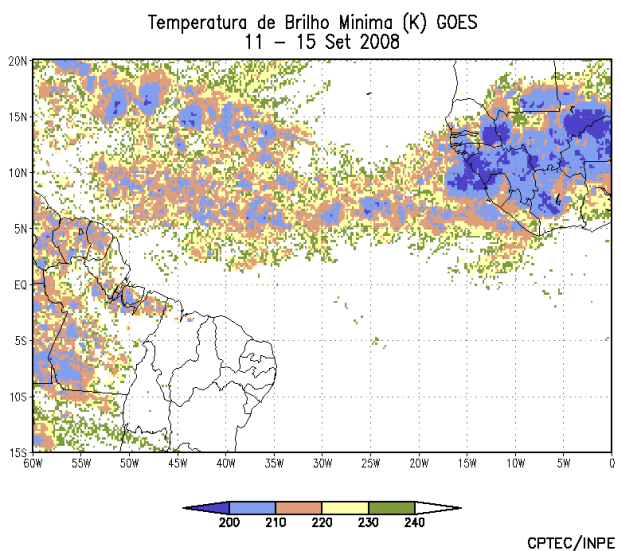 Temperatura de Brilho Minima (K) GOES
11 – 15 Set 2008
20N
15N
10N
5N
EQ
5S
10S
15S
60W 55W 50W 45W 40W 35W 30W 25W 20W 15W 10W 5W 0
200 210 220 230 240
CPTEC/INPE